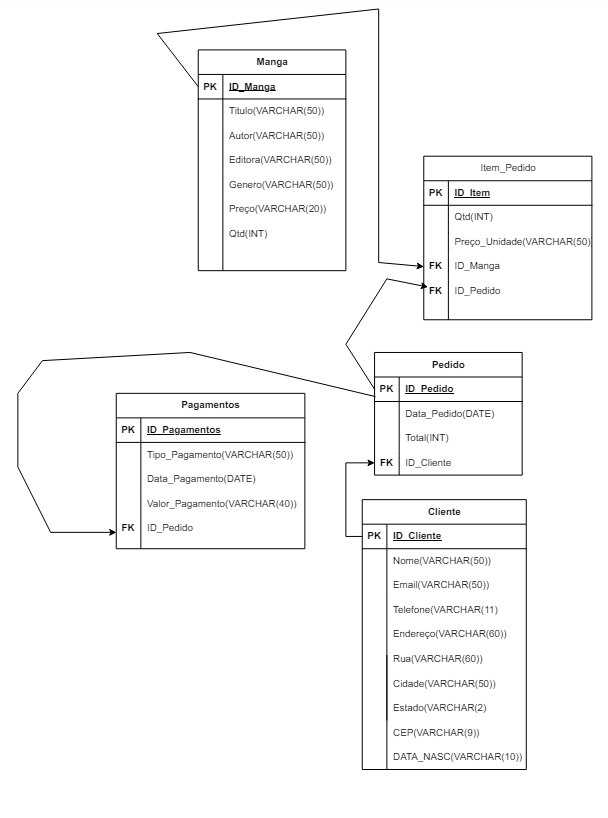 Manga
PK ID_Manga
Titulo(VARCHAR(50))
Autor(VARCHAR(50))
Editora(VARCHAR(50))
Genero(VARCHAR(50))
Preço(VARCHAR(20))
Qtd(INT)
Item_Pedido
PK ID_Item
Qtd(INT)
Preço_Unidade(VARCHAR(50)
FK ID_Manga
FK ID_Pedido
Pedido
PK ID_Pedido
Data_Pedido(DATE)
Total(INT)
FK ID_Cliente
Pagamentos
PK ID_Pagamentos
Tipo_Pagamento(VARCHAR(50))
Data_Pagamento(DATE)
Valor_Pagamento(VARCHAR(40))
FK ID_Pedido
Cliente
PK ID_Cliente
Nome(VARCHAR(50))
Email(VARCHAR(50))
Telefone(VARCHAR(11)
Endereço(VARCHAR(60))
Rua(VARCHAR(60))
Cidade(VARCHAR(50))
Estado(VARCHAR(2)
CEP(VARCHAR(9))
DATA_NASC(VARCHAR(10))